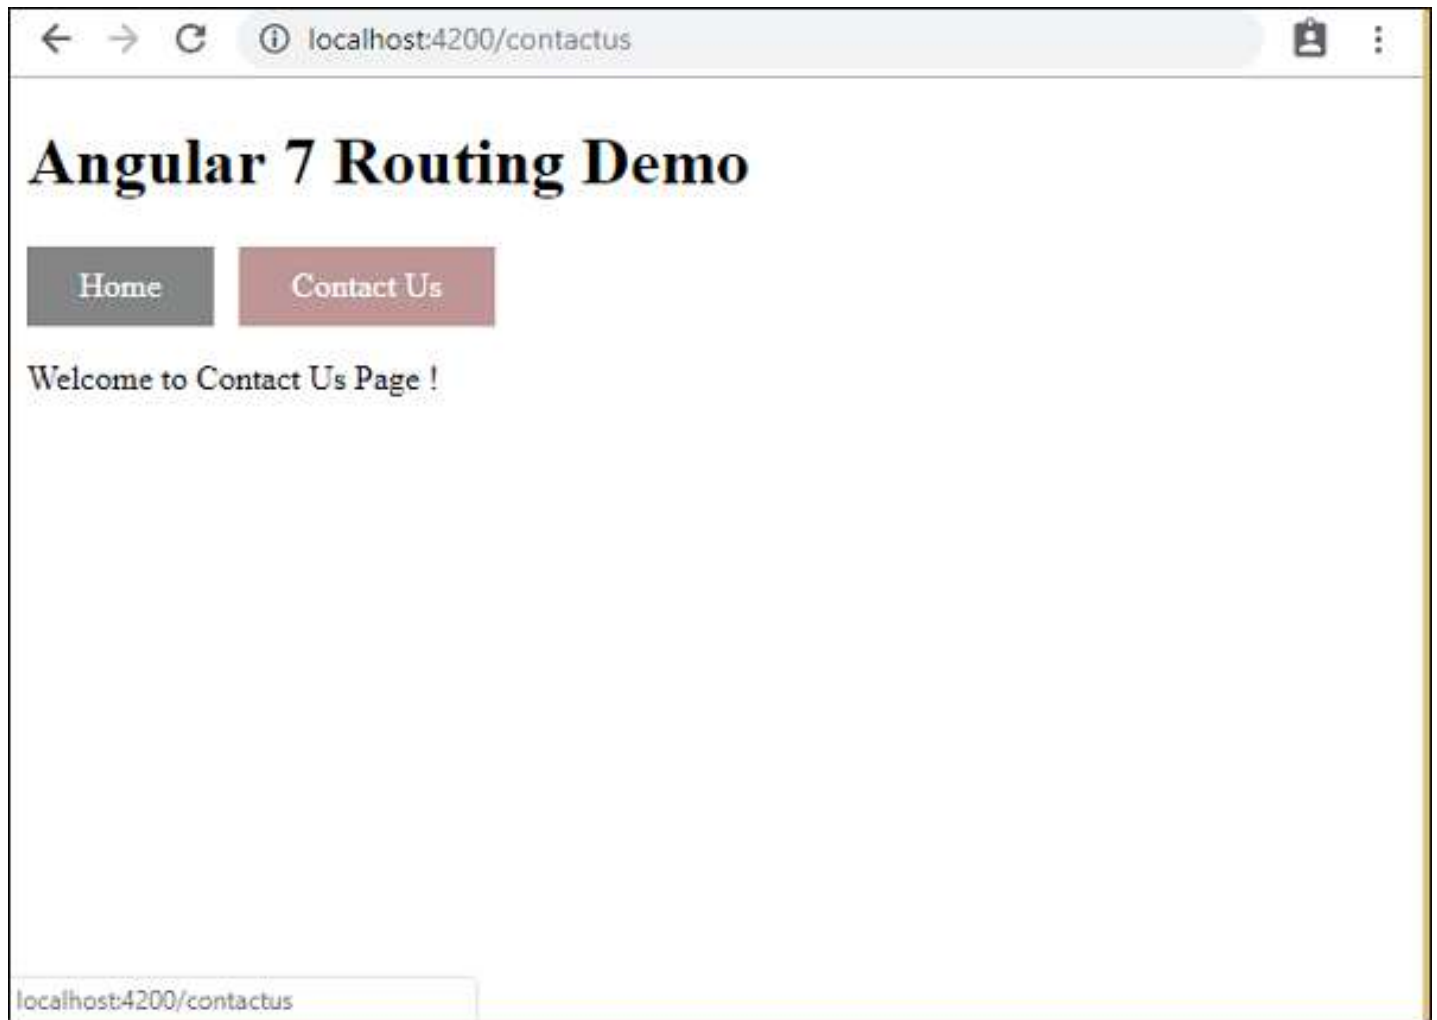 localhost:4200/contactus
Angular 7 Routing Demo
Home
Contact Us
Welcome to Contact Us Page !
localhost:4200/contactus